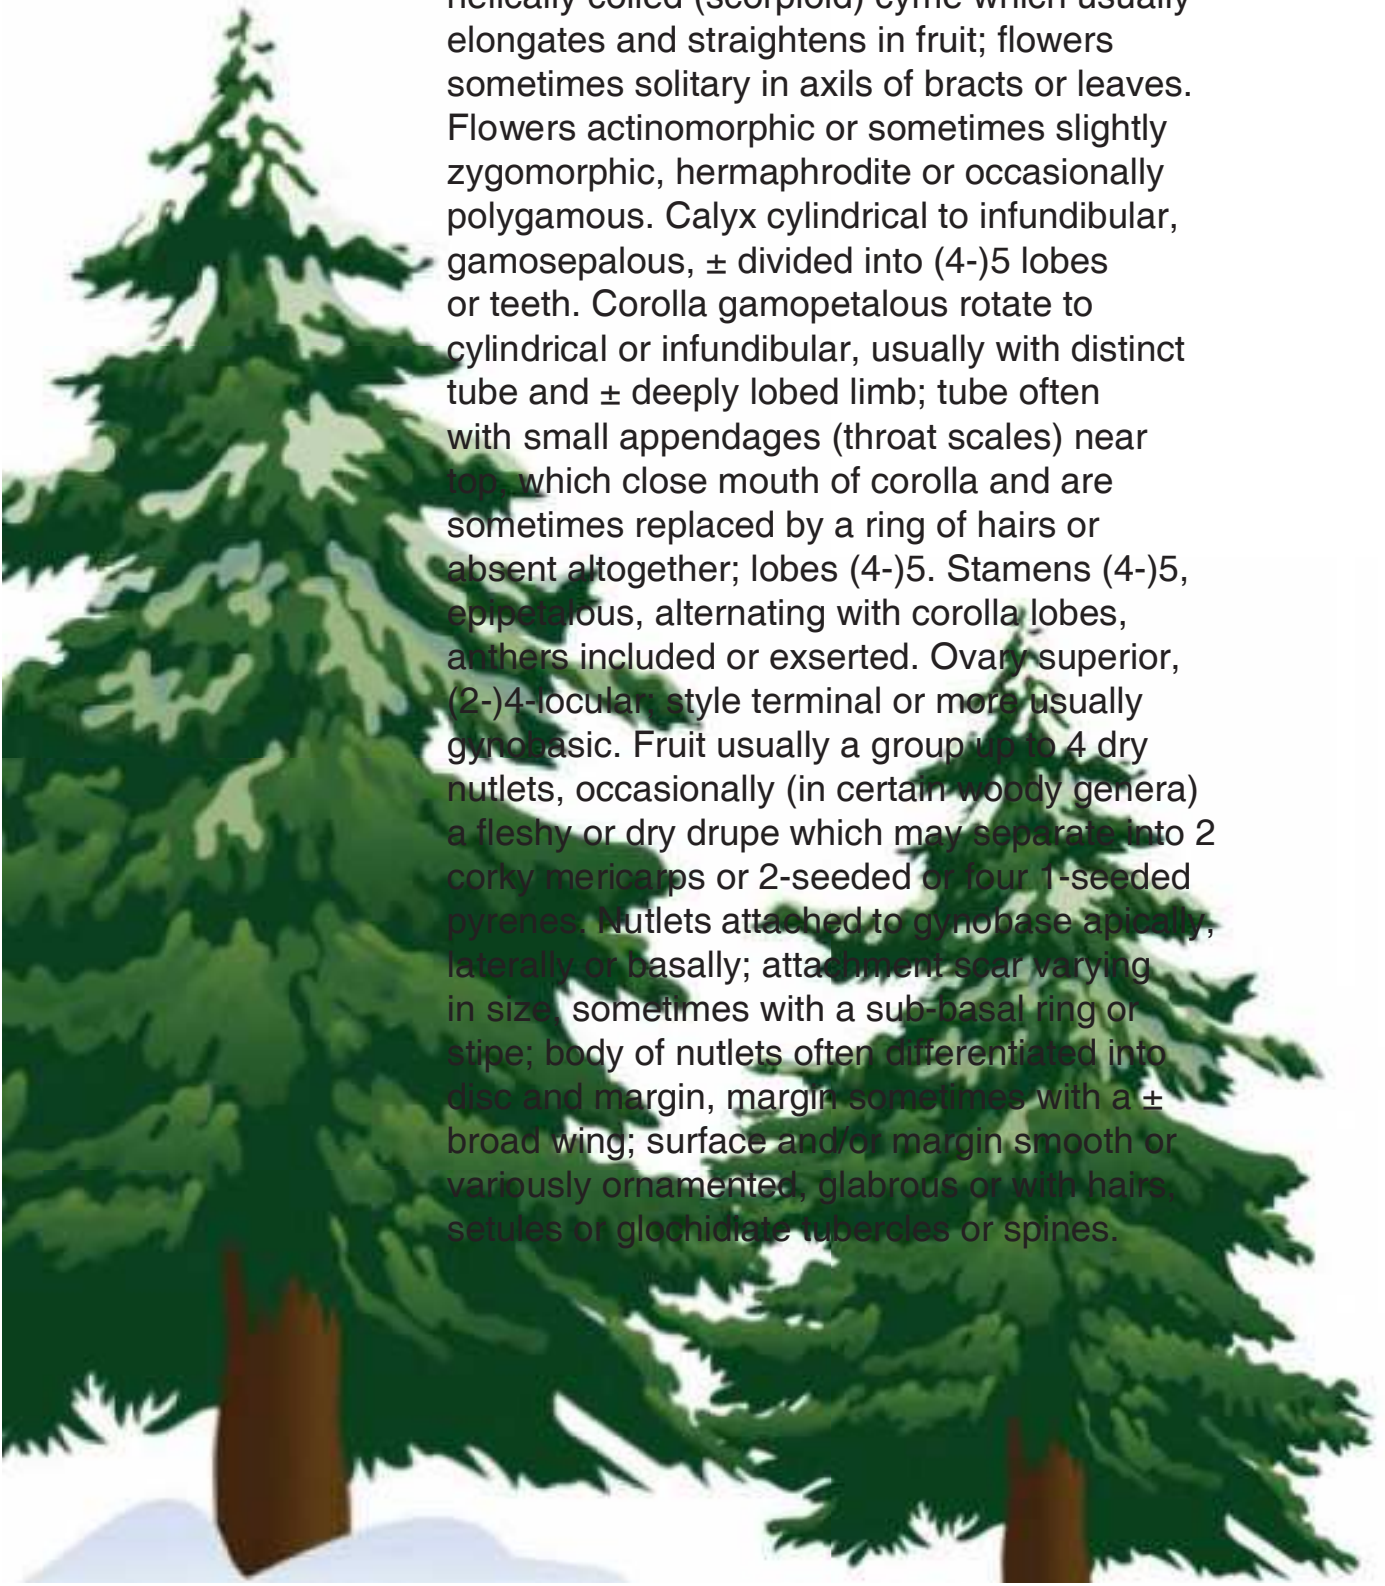 helically coiled (scorpioid) cyme which usually
elongates and straightens in fruit; flowers
sometimes solitary in axils of bracts or leaves.
Flowers actinomorphic or sometimes slightly
zygomorphic, hermaphrodite or occasionally
polygamous. Calyx cylindrical to infundibular,
gamosepalous, ± divided into (4-)5 lobes
or teeth. Corolla gamopetalous rotate to
cylindrical or infundibular, usually with distinct
tube and ± deeply lobed limb; tube often
with small appendages (throat scales) near
top, which close mouth of corolla and are
sometimes replaced by a ring of hairs or
absent altogether; lobes (4-)5. Stamens (4-)5,
epipetalous, alternating with corolla lobes,
anthers included or exserted. Ovary superior,
(2-)4-locular; style terminal or more usually
gynobasic. Fruit usually a group up to 4 dry
nutlets, occasionally (in certain woody genera)
a fleshy or dry drupe which may separate into 2
corky mericarps or 2-seeded or four 1-seeded
pyrenes. Nutlets attached to gynobase apically,
laterally or basally; attachment scar varying
in size, sometimes with a sub-basal ring or
stipe; body of nutlets often differentiated into
disc and margin, margin sometimes with a ±
broad wing; surface and/or margin smooth or
variously ornamented, glabrous or with hairs,
setules or glochidiate tubercles or spines.